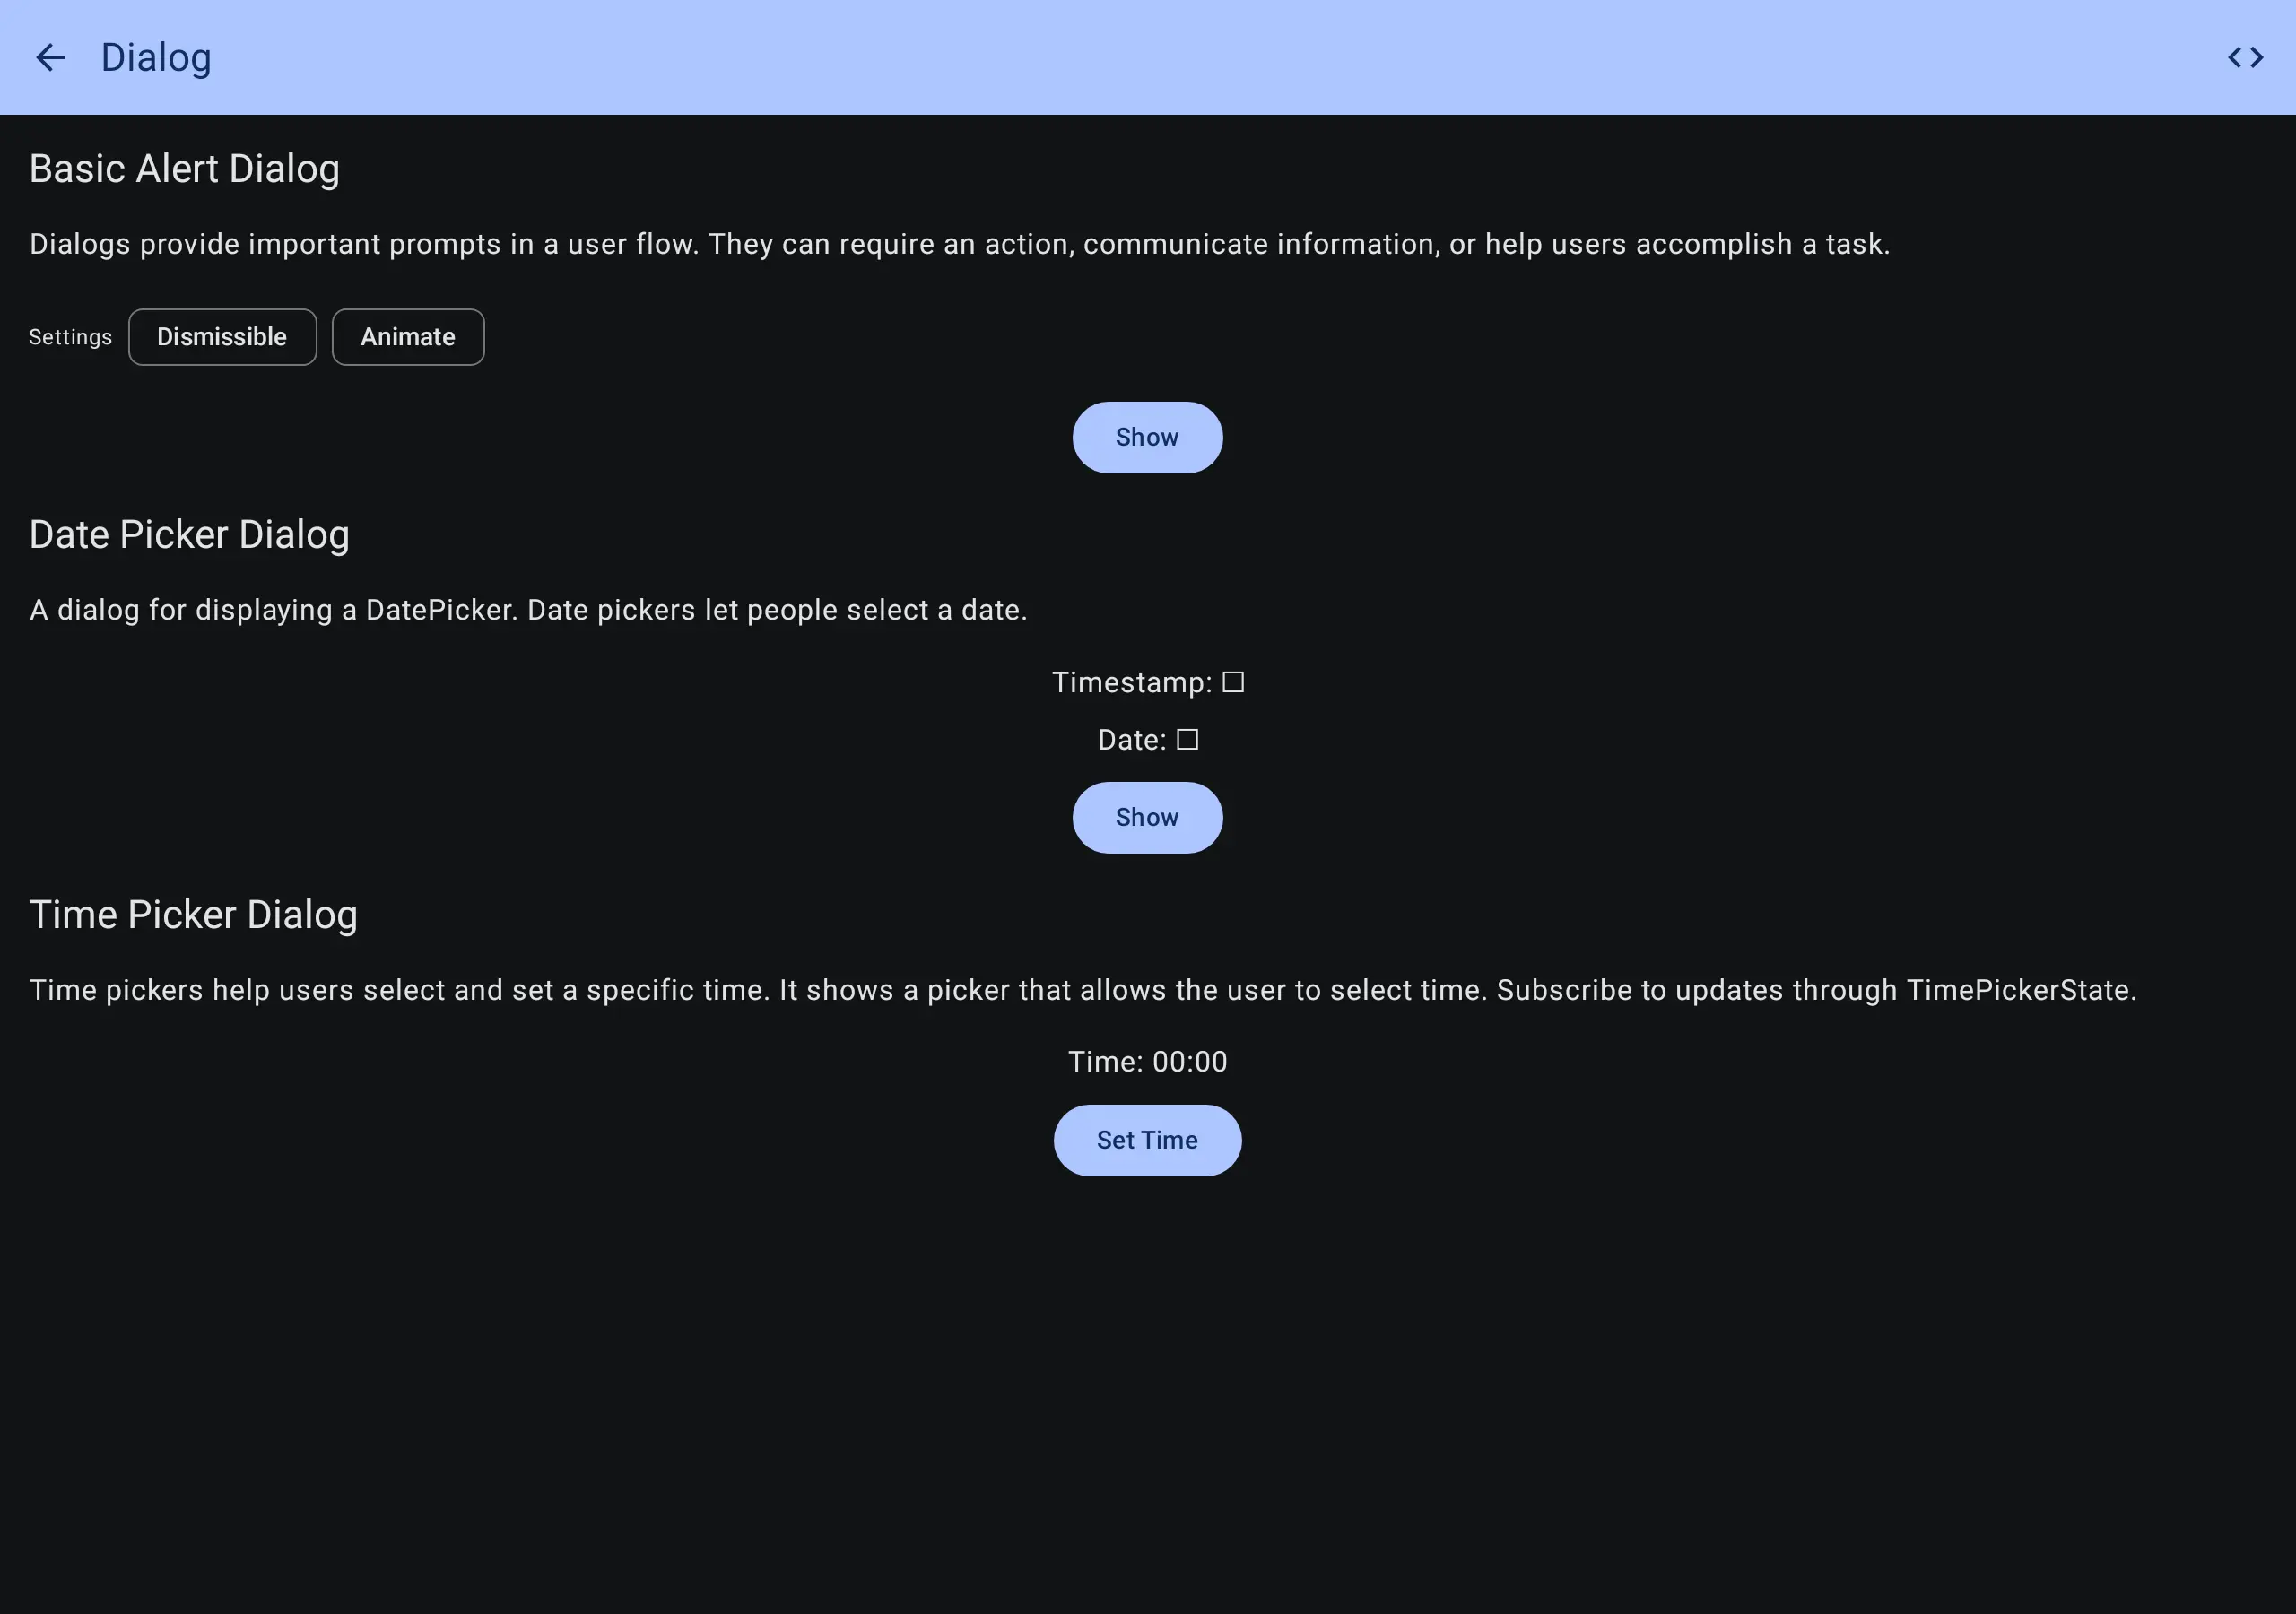 Dialog
Basic Alert Dialog
Dialogs provide important prompts in a user flow. They can require an action, communicate information, or help users accomplish a task.
Settings Dismissible Animate
Show
Date Picker Dialog
A dialog for displaying a DatePicker. Date pickers let people select a date.
Timestamp: ☐
Date: ☐
Show
Time Picker Dialog
Time pickers help users select and set a specific time. It shows a picker that allows the user to select time. Subscribe to updates through TimePickerState.
Time: 00:00
Set Time